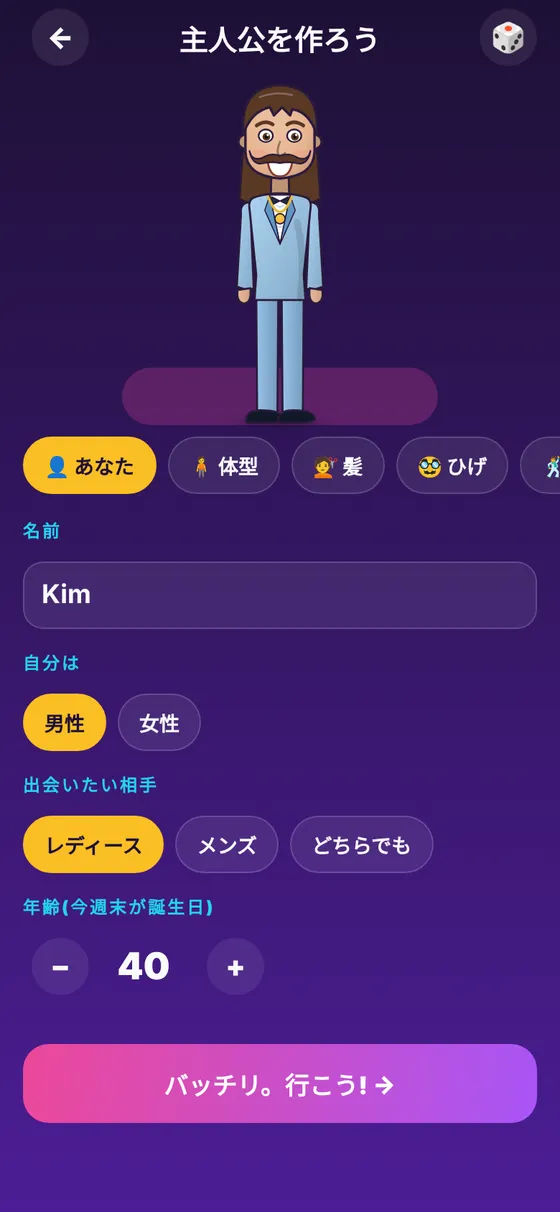 主人公を作ろう
あなた
体型
髪
ひげ
名前
Kim
自分は
男性
女性
出会いたい相手
レディース
メンズ
どちらでも
年齢(今週末が誕生日)
− 40 +
バッチリ。行こう! →